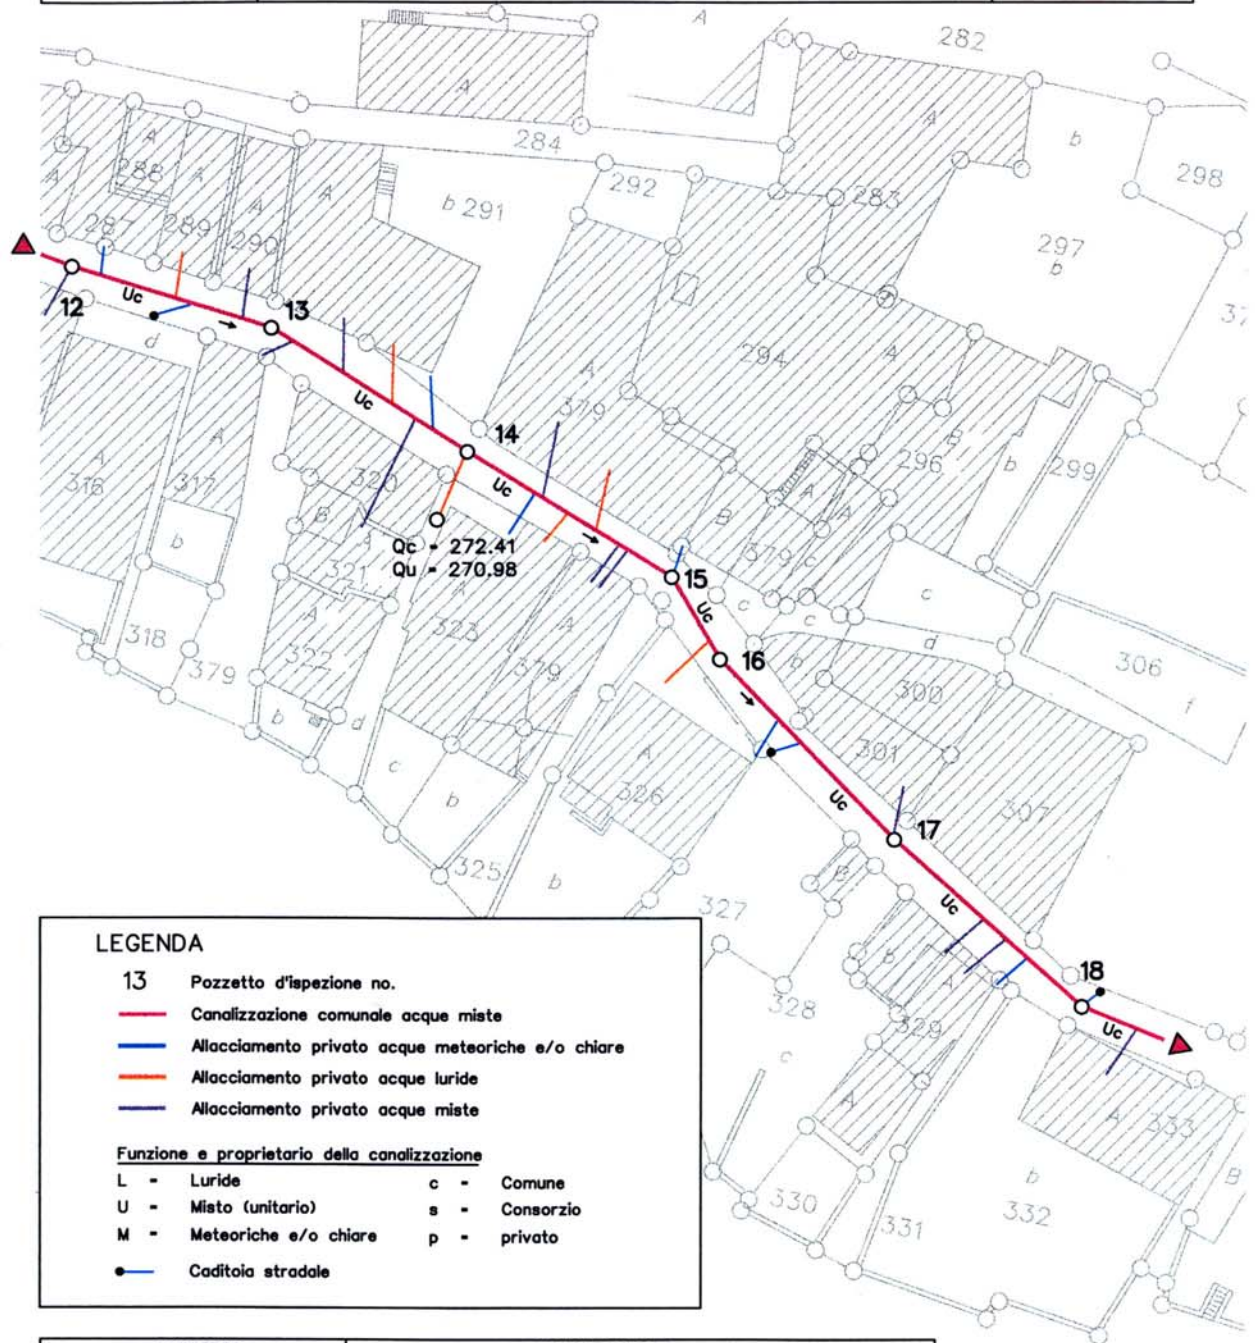 A
282
A
A
284
b
298
A
288
A
A
A
A
292
283
b 291
287
289
290
297
b
37
12
Uc
13
d
294
A
A
Uc
379
14
B
296
b
299
A
316
A
317
320
Uc
B
A
A
B
379
c
b
Qc = 272.41
Qu = 270.98
A
321
A
15
Uc
c
c
c
318
A
323
A
d
306
379
322
379
16
b
300
f
b
d
301
c
A
326
307
b
Uc
17
325
b
B
Uc
327
B
A
18
328
329
Uc
c
A
A
333
b
B
330
331
332
LEGENDA
13 Pozzetto d'ispezione no.
Canalizzazione comunale acque miste
Allacciamento privato acque meteoriche e/o chiare
Allacciamento privato acque luride
Allacciamento privato acque miste
Funzione e proprietario della canalizzazione
L - Luride c - Comune
U - Misto (unitario) s - Consorzio
M - Meteoriche e/o chiare p - privato
Caditoia stradale